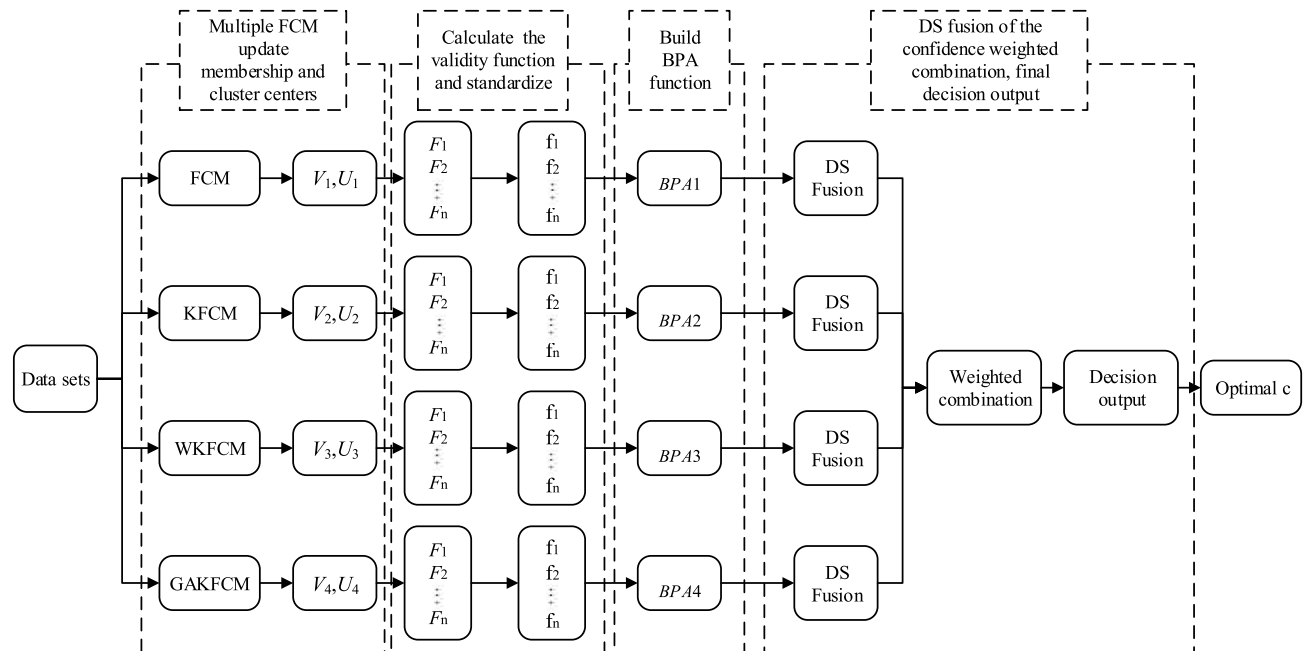 Multiple FCM
update
membership and
cluster centers
Calculate the
validity function
and standardize
Build
BPA
function
DS fusion of the
confidence weighted
combination, final
decision output
Data sets
FCM
V1,U1
F1
F2
Fn
f1
f2
fn
BPA1
DS
Fusion
KFCM
V2,U2
F1
F2
Fn
f1
f2
fn
BPA2
DS
Fusion
WKFCM
V3,U3
F1
F2
Fn
f1
f2
fn
BPA3
DS
Fusion
GAKFCM
V4,U4
F1
F2
Fn
f1
f2
fn
BPA4
DS
Fusion
Weighted
combination
Decision
output
Optimal c